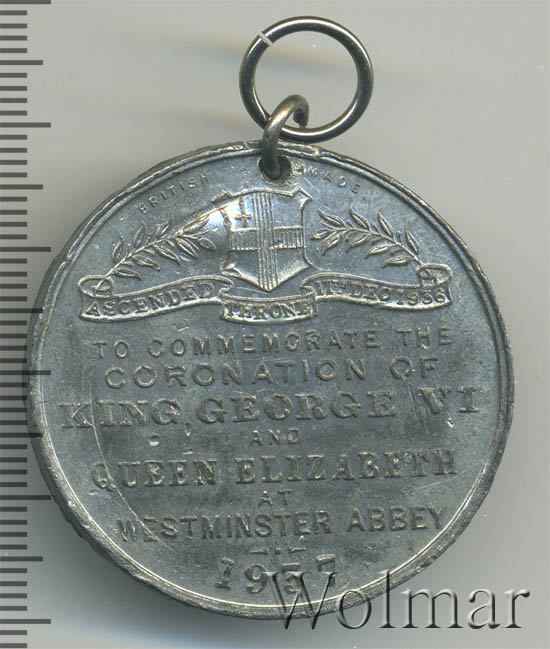 BRITISH MADE
ASCENDED THRONE 11TH DEC 1936
TO COMMEMORATE THE
CORONATION OF
KING GEORGE VI
AND
QUEEN ELIZABETH
AT
WESTMINSTER ABBEY
1937
Wolmar